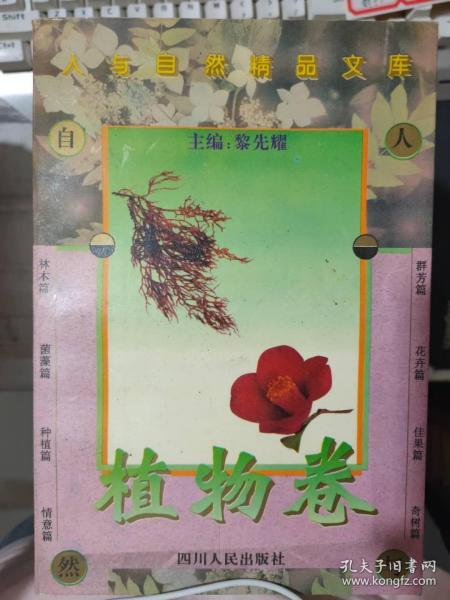 人与自然精品文库
自
人
主编：黎先耀
林木篇
菌藻篇
种植篇
情意篇
群芳篇
花卉篇
佳果篇
奇树篇
植物卷
然
四川人民出版社
孔夫子旧书网
www.kongfz.com
Shift